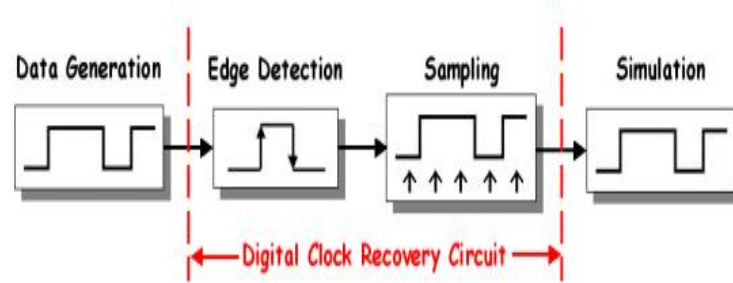 Data Generation
Edge Detection
Sampling
Simulation
Digital Clock Recovery Circuit